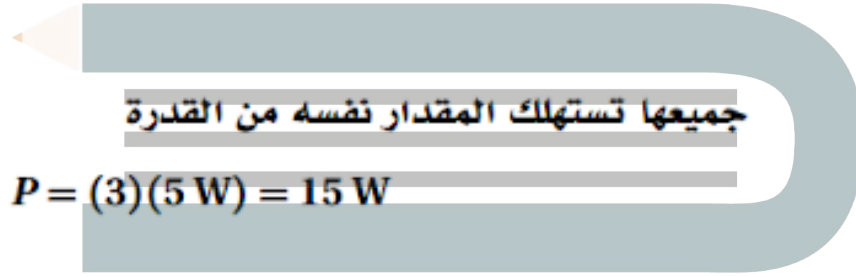 جميعها تستهلك المقدار نفسه من القدرة
P = (3)(5 W) = 15 W